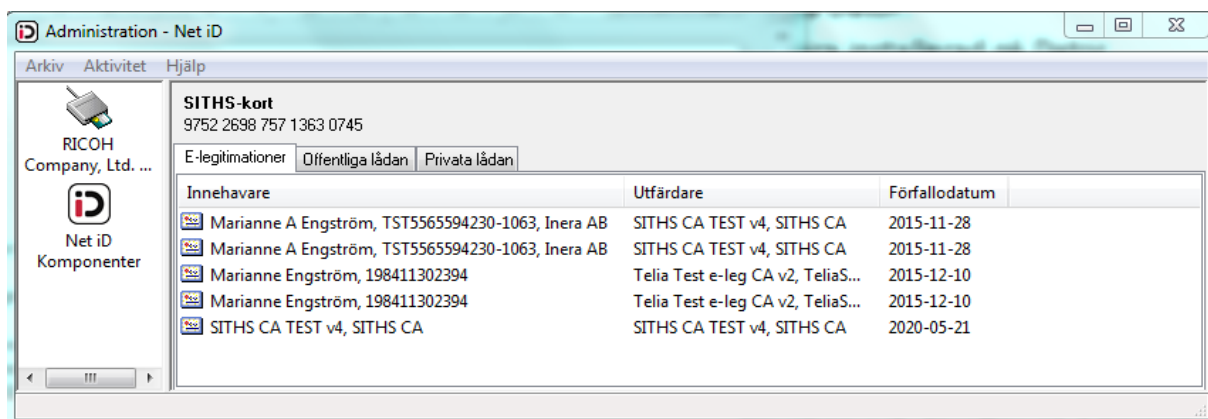 Administration - Net iD
Arkiv Aktivitet Hjälp
RICOH
Company, Ltd. ...
Net iD
Komponenter
SITHS-kort
9752 2698 757 1363 0745
E-legitimationer Offentliga lådan Privata lådan
Innehavare Utfärdare Förfallodatum
Marianne A Engström, TST5565594230-1063, Inera AB SITHS CA TEST v4, SITHS CA 2015-11-28
Marianne A Engström, TST5565594230-1063, Inera AB SITHS CA TEST v4, SITHS CA 2015-11-28
Marianne Engström, 198411302394 Telia Test e-leg CA v2, TeliaS... 2015-12-10
Marianne Engström, 198411302394 Telia Test e-leg CA v2, TeliaS... 2015-12-10
SITHS CA TEST v4, SITHS CA SITHS CA TEST v4, SITHS CA 2020-05-21